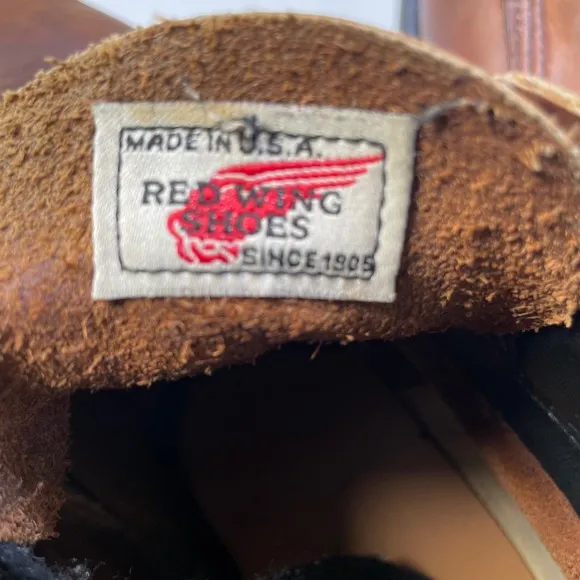 MADE IN U.S.A.
RED WING
SHOES
SINCE 1905